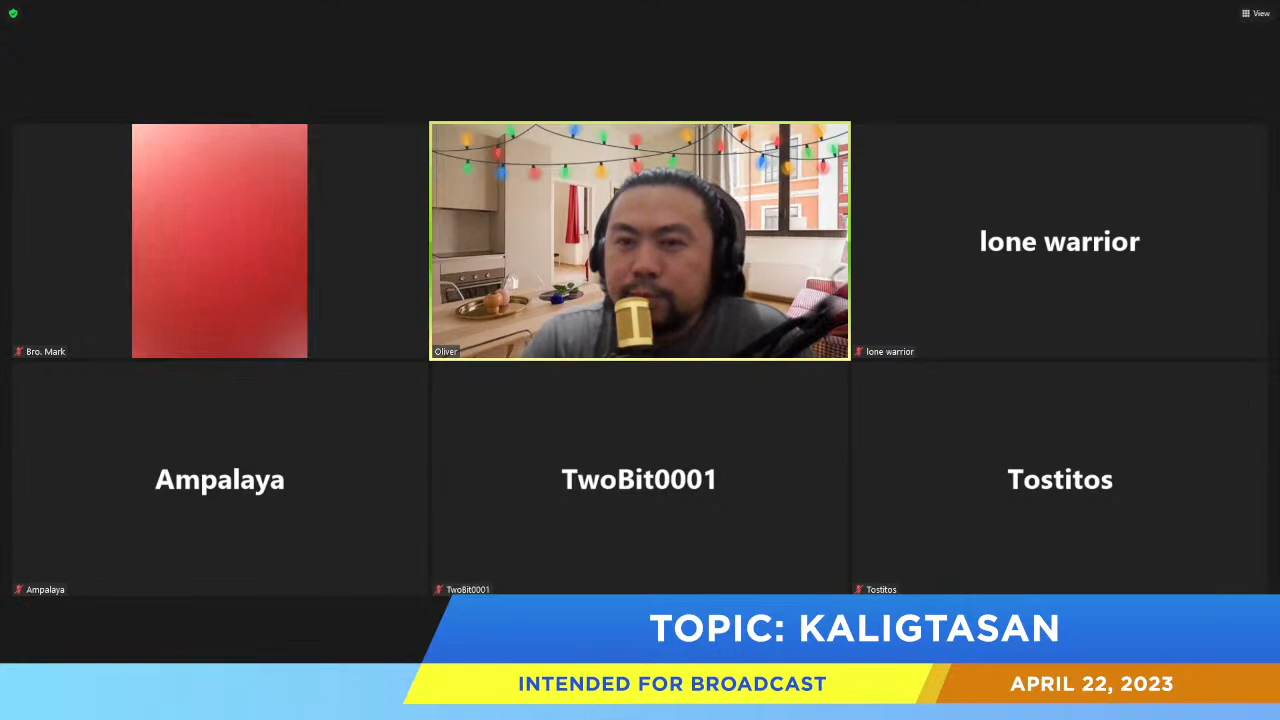 View
lone warrior
Bro. Mark
Oliver
lone warrior
Ampalaya
TwoBit0001
Tostitos
Ampalaya
TwoBit0001
Tostitos
TOPIC: KALIGTASAN
INTENDED FOR BROADCAST
APRIL 22, 2023